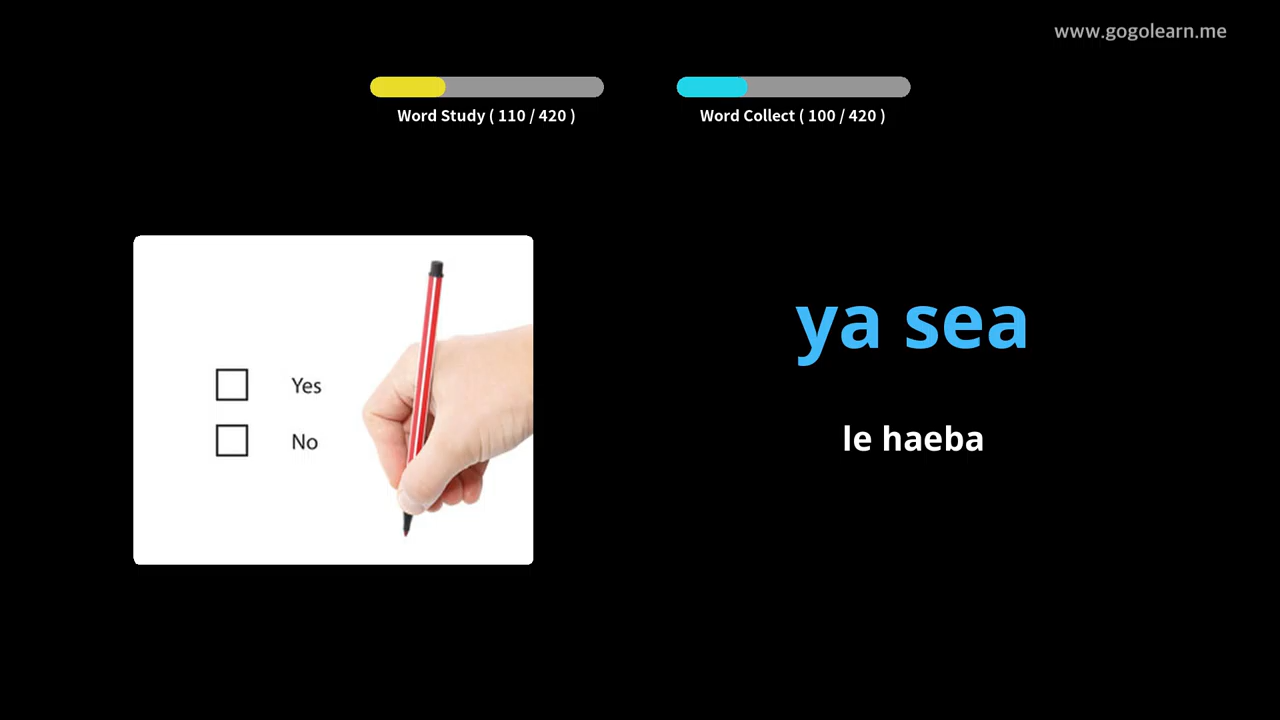 www.gogolearn.me
Word Study ( 110 / 420 )
Word Collect ( 100 / 420 )
Yes
No
ya sea
le haeba